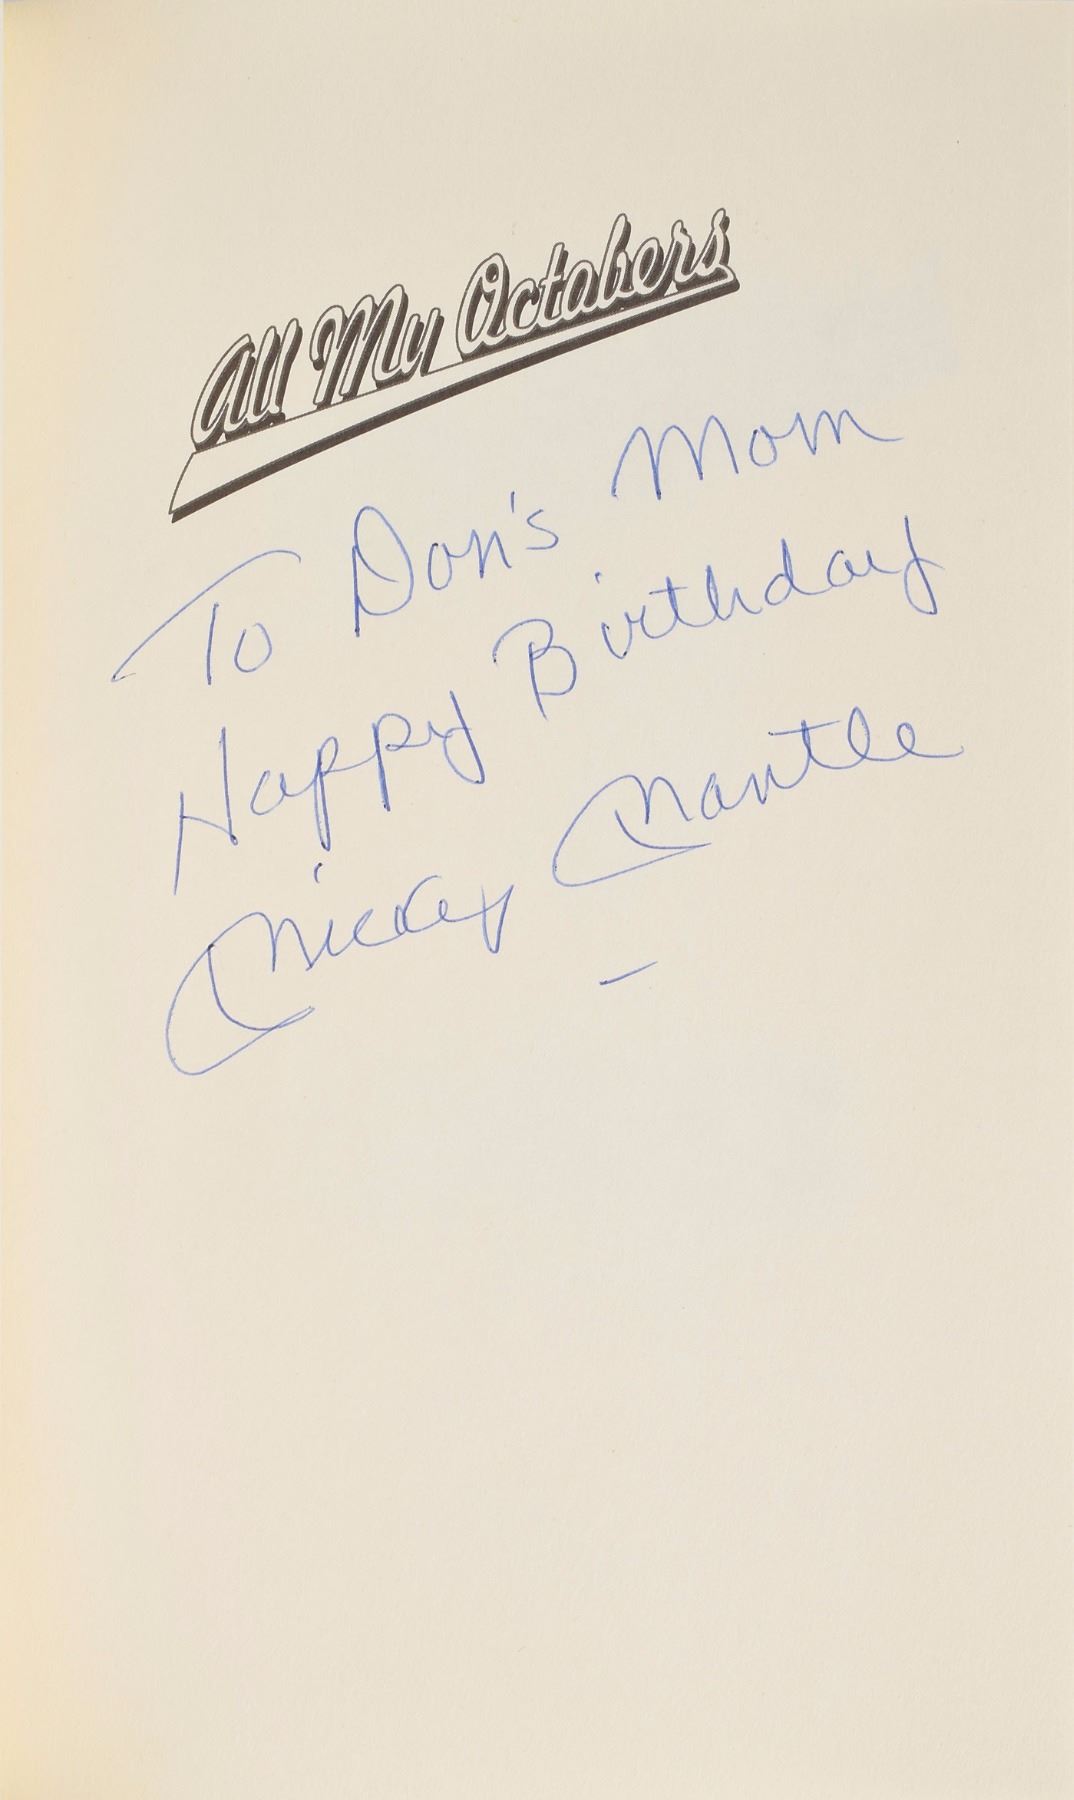 All My Octobers
To Don's Mom
Happy Birthday
Mickey Mantle